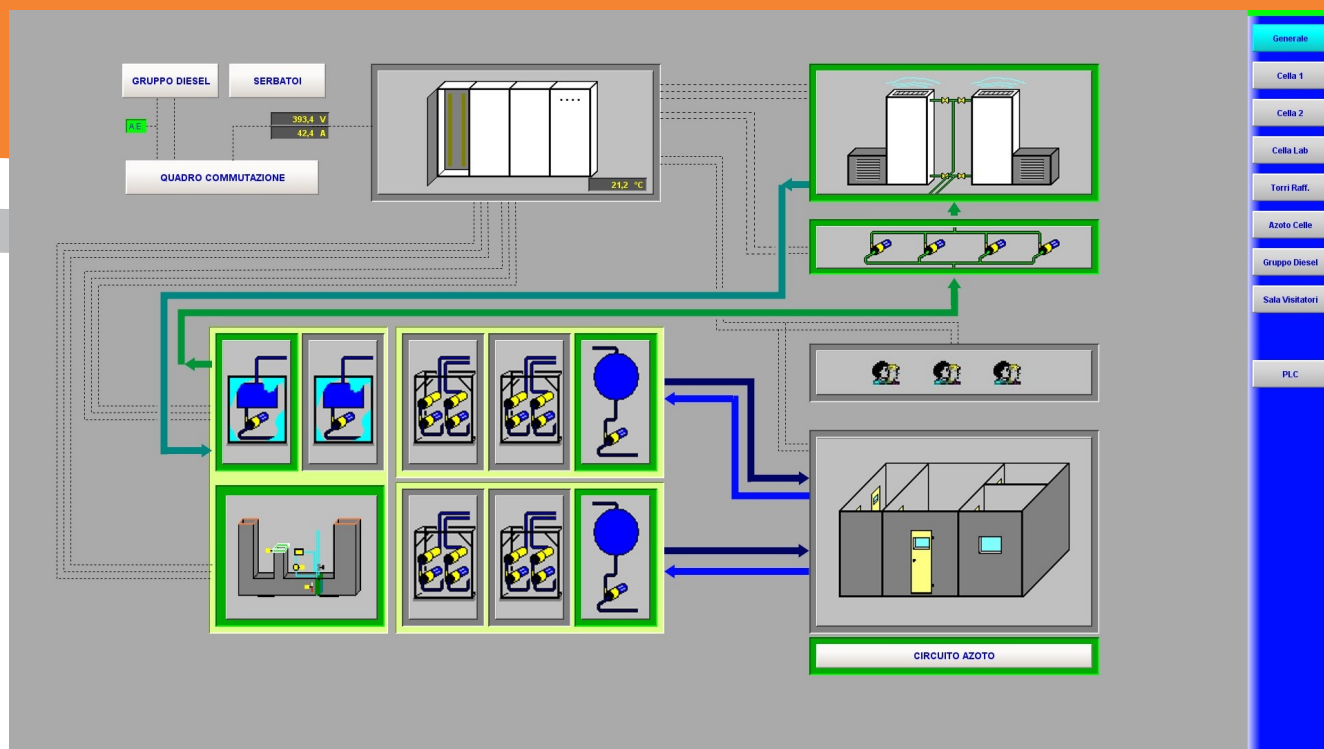 GRUPPO DIESEL
SERBATOI
A.E.
393,4 V
42,4 A
QUADRO COMMUTAZIONE
21,2 °C
CIRCUITO AZOTO
Generale
Cella 1
Cella 2
Cella Lab
Torri Raff.
Azoto Celle
Gruppo Diesel
Sala Visitatori
PLC